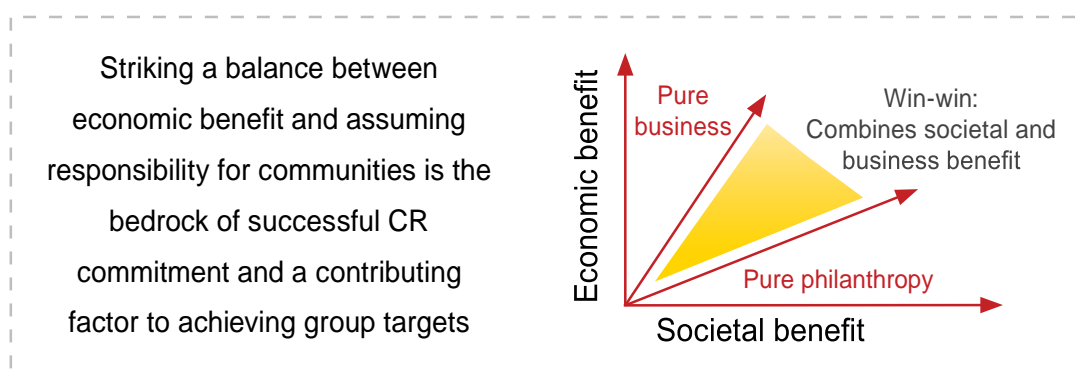 Striking a balance between
economic benefit and assuming
responsibility for communities is the
bedrock of successful CR
commitment and a contributing
factor to achieving group targets
Economic benefit
Pure
business
Win-win:
Combines societal and
business benefit
Pure philanthropy
Societal benefit